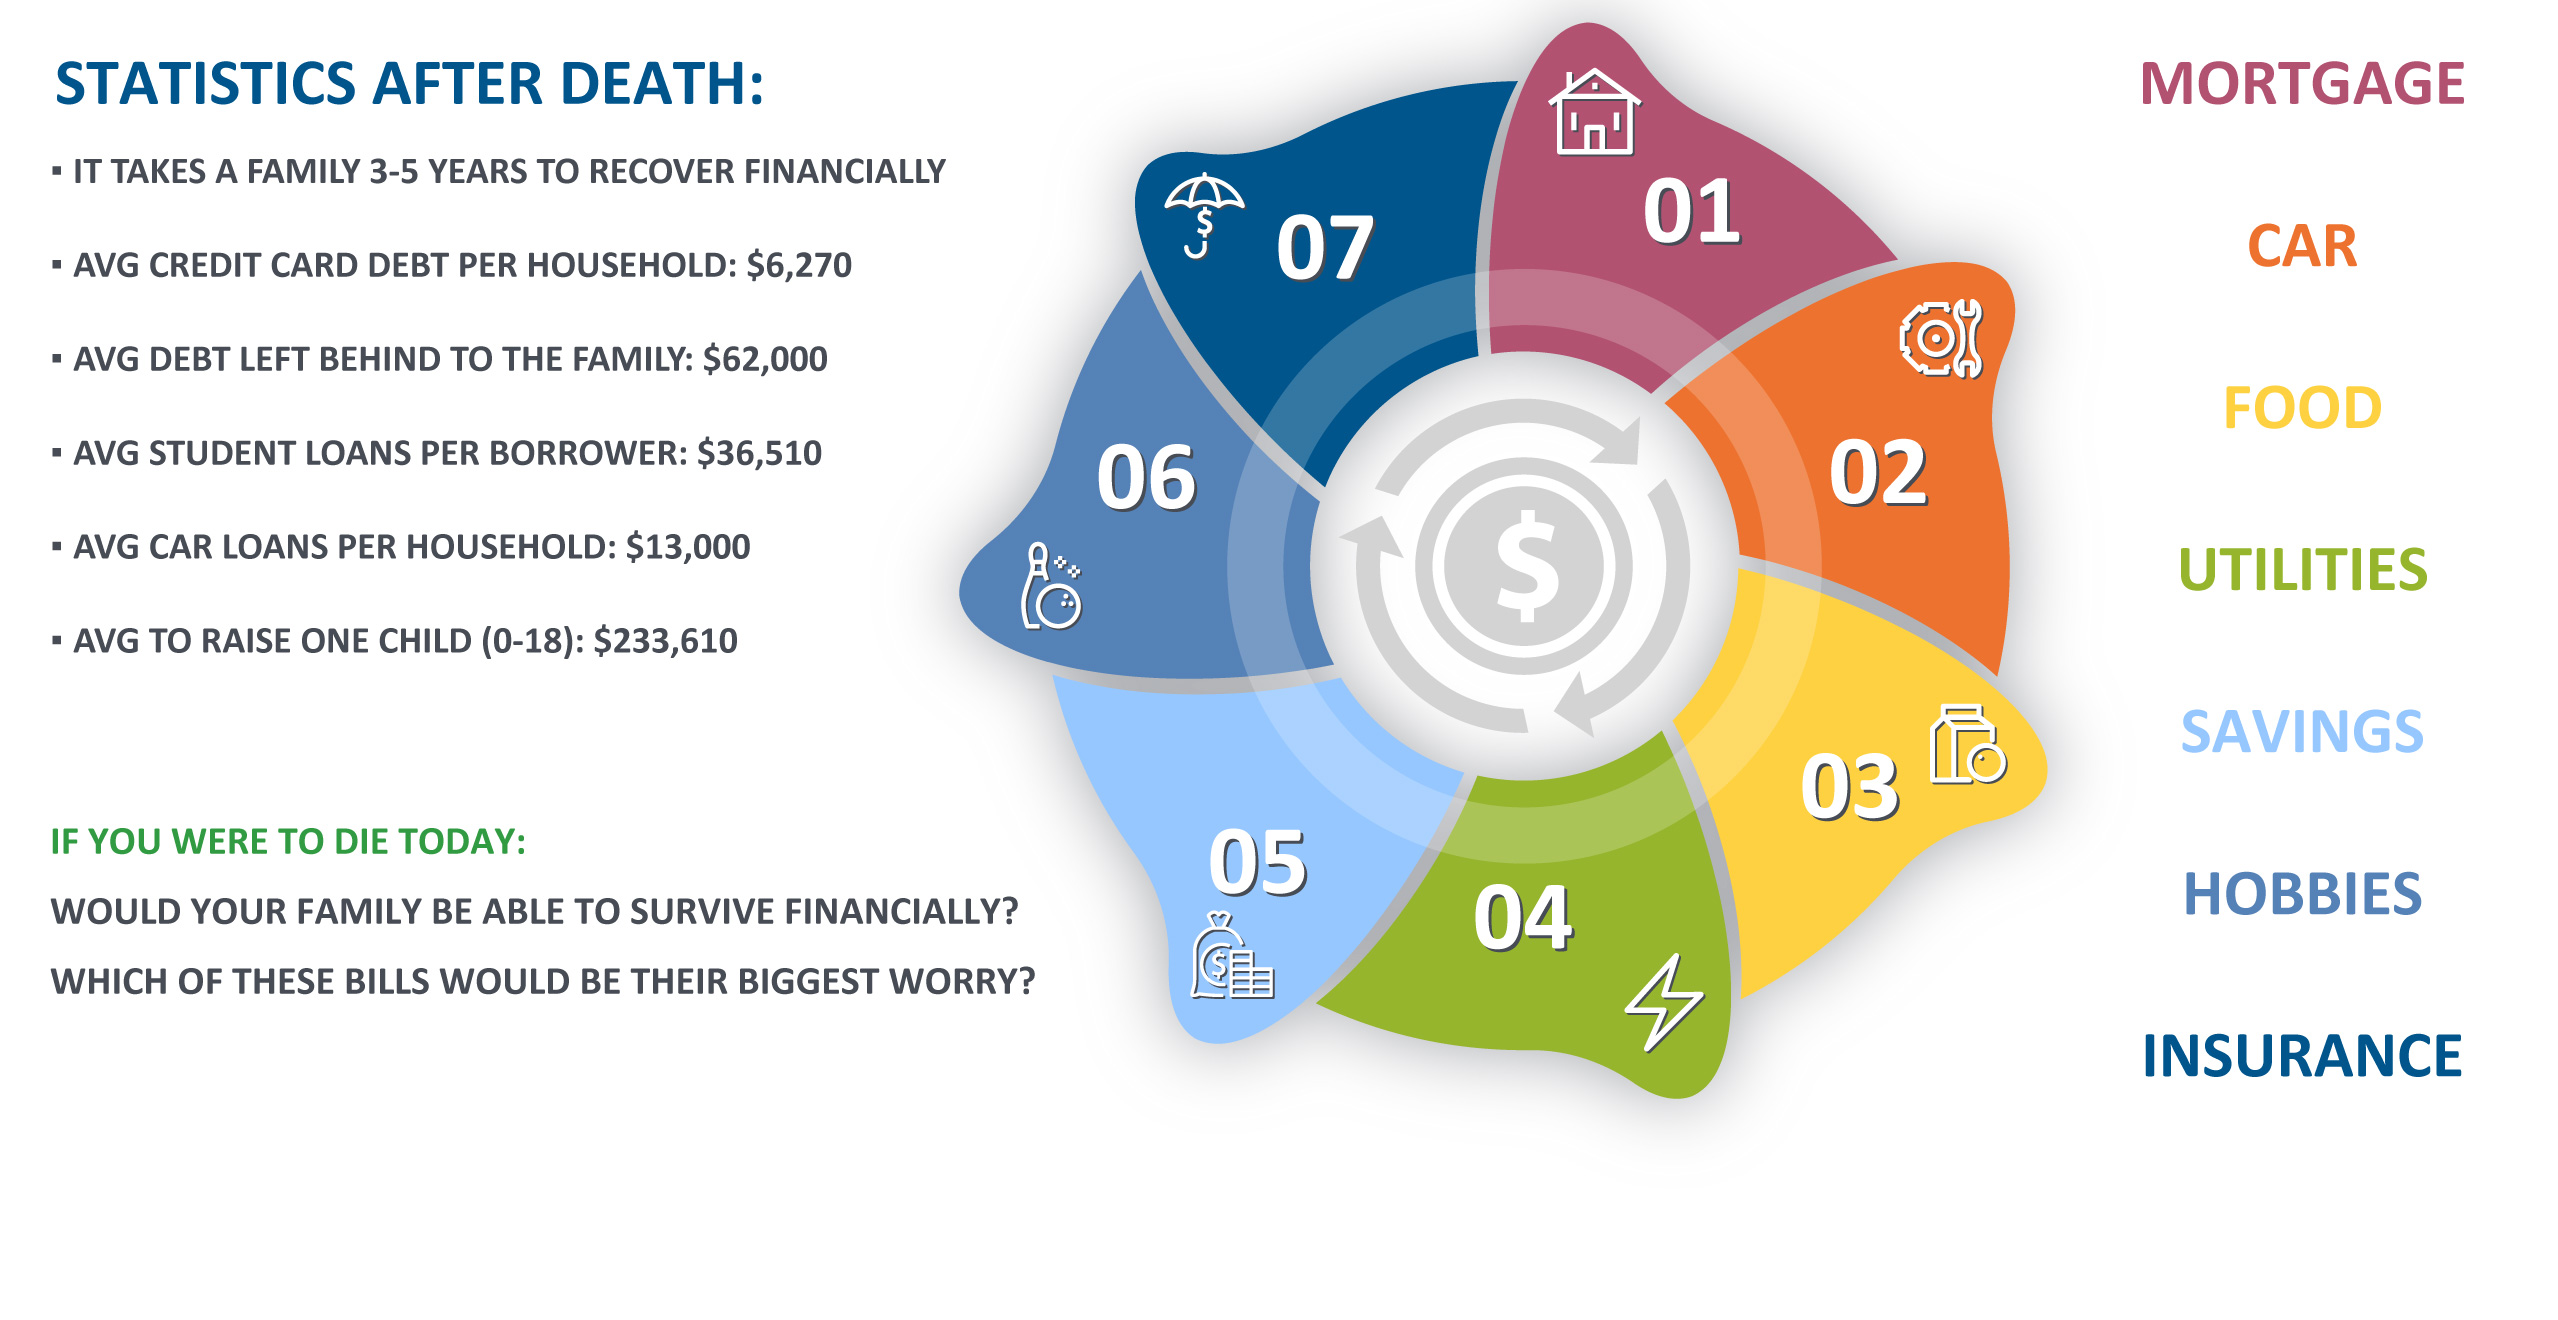 STATISTICS AFTER DEATH:
▪ IT TAKES A FAMILY 3-5 YEARS TO RECOVER FINANCIALLY
▪ AVG CREDIT CARD DEBT PER HOUSEHOLD: $6,270
▪ AVG DEBT LEFT BEHIND TO THE FAMILY: $62,000
▪ AVG STUDENT LOANS PER BORROWER: $36,510
▪ AVG CAR LOANS PER HOUSEHOLD: $13,000
▪ AVG TO RAISE ONE CHILD (0-18): $233,610
IF YOU WERE TO DIE TODAY:
WOULD YOUR FAMILY BE ABLE TO SURVIVE FINANCIALLY?
WHICH OF THESE BILLS WOULD BE THEIR BIGGEST WORRY?
01
02
03
04
05
$
06
07
$
$
MORTGAGE
CAR
FOOD
UTILITIES
SAVINGS
HOBBIES
INSURANCE